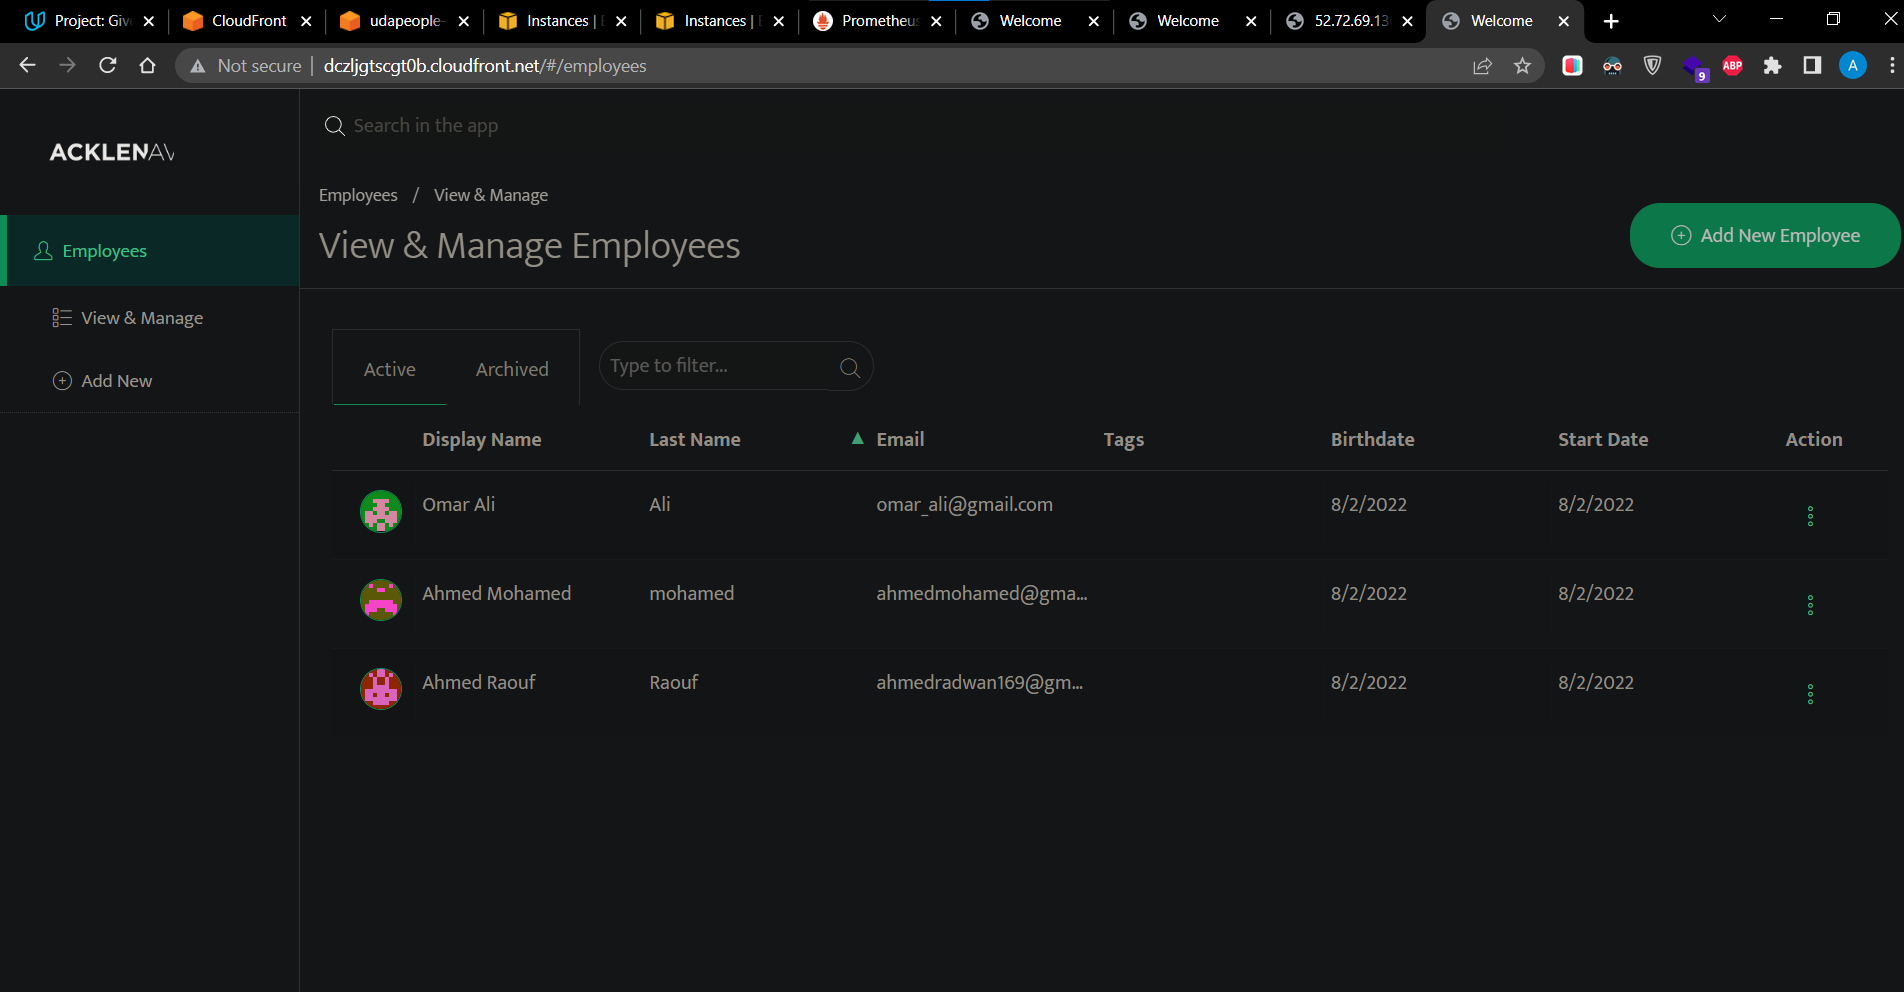 Project: Give CloudFront udapeople- Instances | E Instances | E Prometheus Welcome Welcome 52.72.69.13 Welcome
Not secure dczljgtscgt0b.cloudfront.net/#/employees 9 ABP A
Search in the app
ACKLENAV
Employees / View & Manage
View & Manage Employees
Add New Employee
Employees
View & Manage
Add New
Active Archived Type to filter...
Display Name Last Name Email Tags Birthdate Start Date Action
Omar Ali Ali omar_ali@gmail.com 8/2/2022 8/2/2022
Ahmed Mohamed mohamed ahmedmohamed@gma... 8/2/2022 8/2/2022
Ahmed Raouf Raouf ahmedradwan169@gm... 8/2/2022 8/2/2022